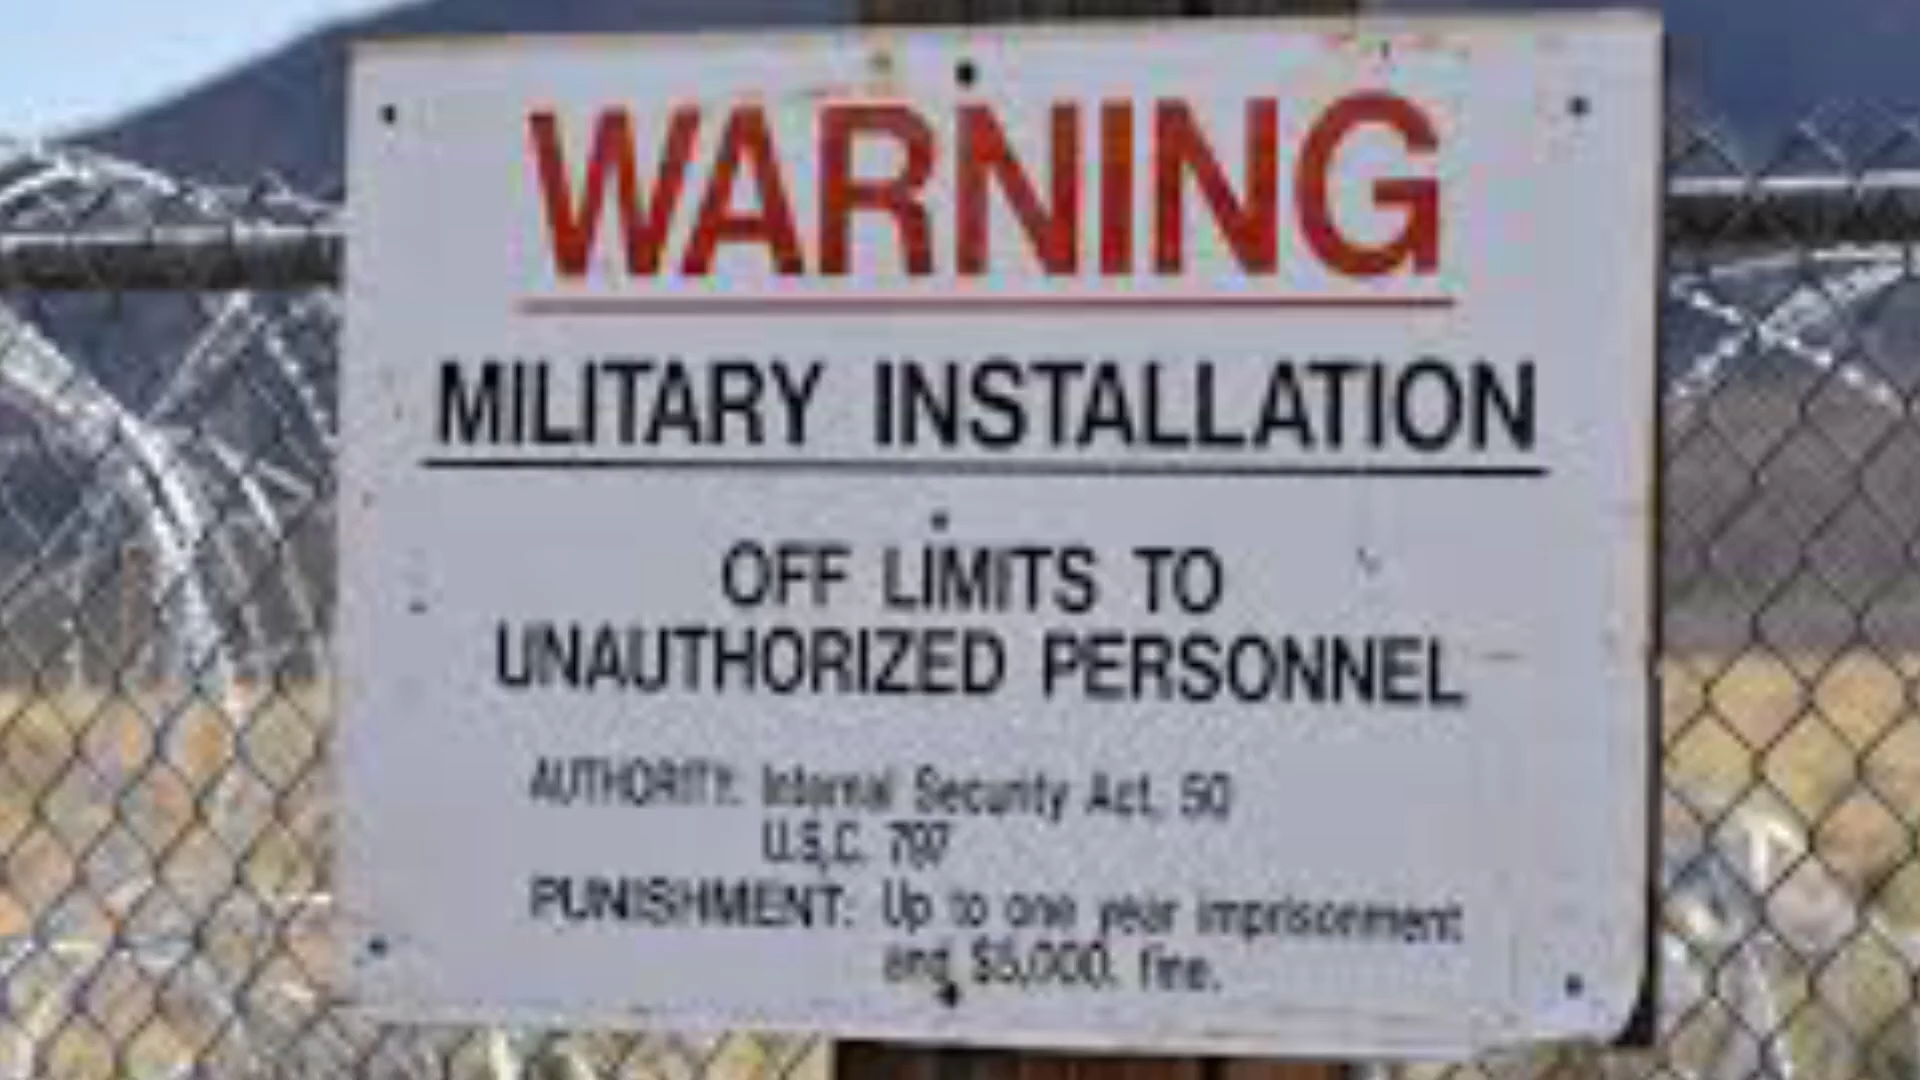 WARNING
MILITARY INSTALLATION
OFF LIMITS TO
UNAUTHORIZED PERSONNEL
AUTHORITY: Internal Security Act, 50
U.S.C. 797
PUNISHMENT: Up to one year imprisonment
and $5,000. fine.